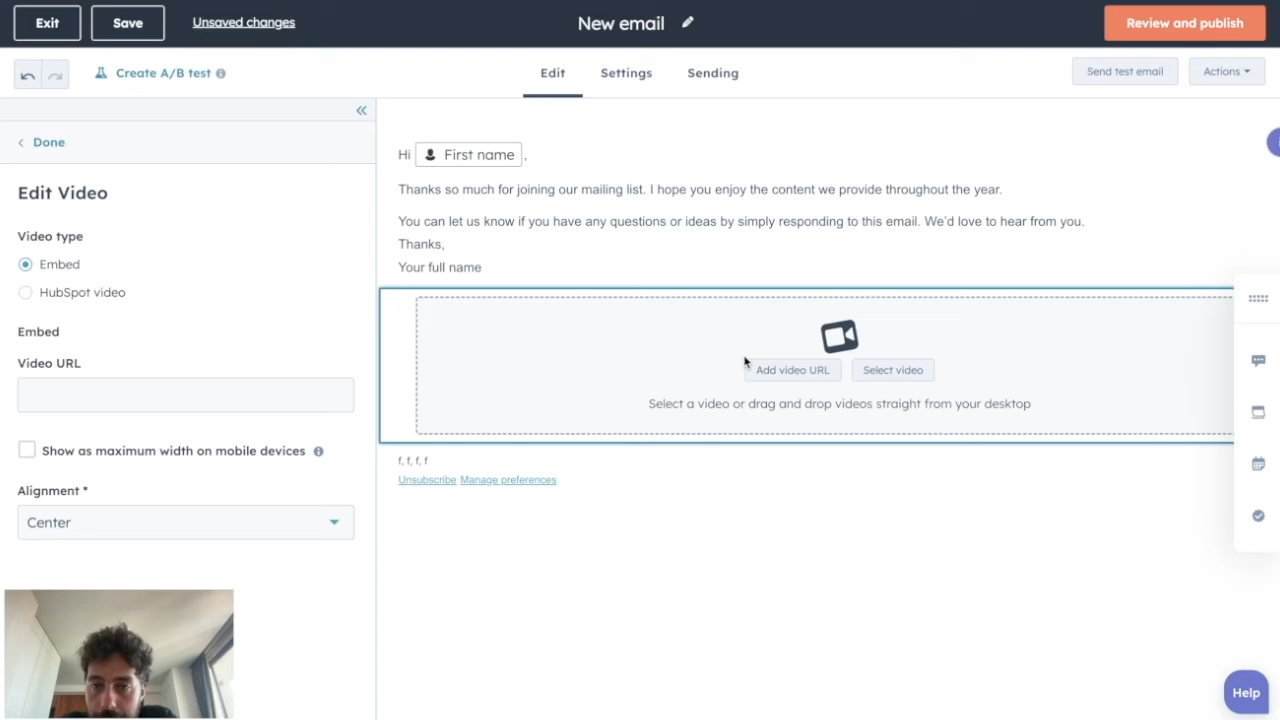 Exit
Save
Unsaved changes
New email
Review and publish
Create A/B test
Edit
Settings
Sending
Send test email
Actions
Done
Edit Video
Video type
Embed
HubSpot video
Embed
Video URL
Show as maximum width on mobile devices
Alignment *
Center
Hi First name ,
Thanks so much for joining our mailing list. I hope you enjoy the content we provide throughout the year.
You can let us know if you have any questions or ideas by simply responding to this email. We'd love to hear from you.
Thanks,
Your full name
Add video URL
Select video
Select a video or drag and drop videos straight from your desktop
f, f, f, f
Unsubscribe Manage preferences
Help